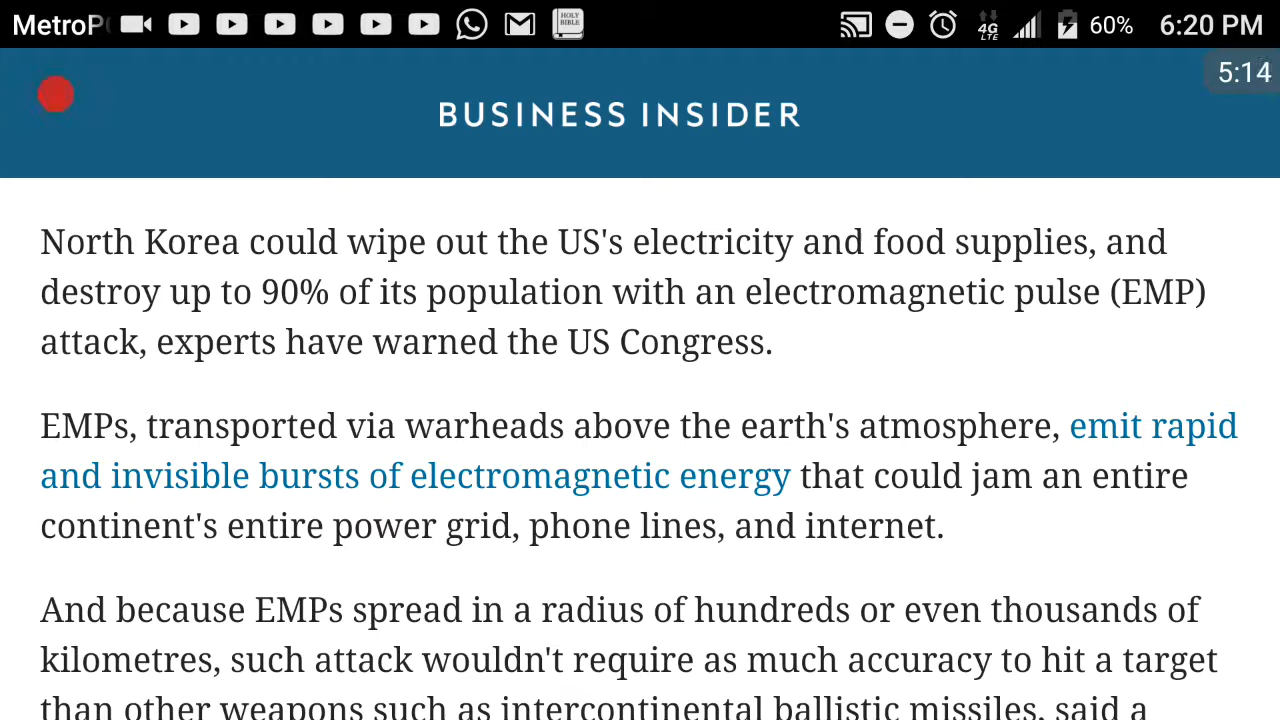 MetroP 4G LTE 60% 6:20 PM
HOLY BIBLE
5:14
BUSINESS INSIDER
North Korea could wipe out the US's electricity and food supplies, and
destroy up to 90% of its population with an electromagnetic pulse (EMP)
attack, experts have warned the US Congress.
EMPs, transported via warheads above the earth's atmosphere, emit rapid
and invisible bursts of electromagnetic energy that could jam an entire
continent's entire power grid, phone lines, and internet.
And because EMPs spread in a radius of hundreds or even thousands of
kilometres, such attack wouldn't require as much accuracy to hit a target
than other weapons such as intercontinental ballistic missiles, said a